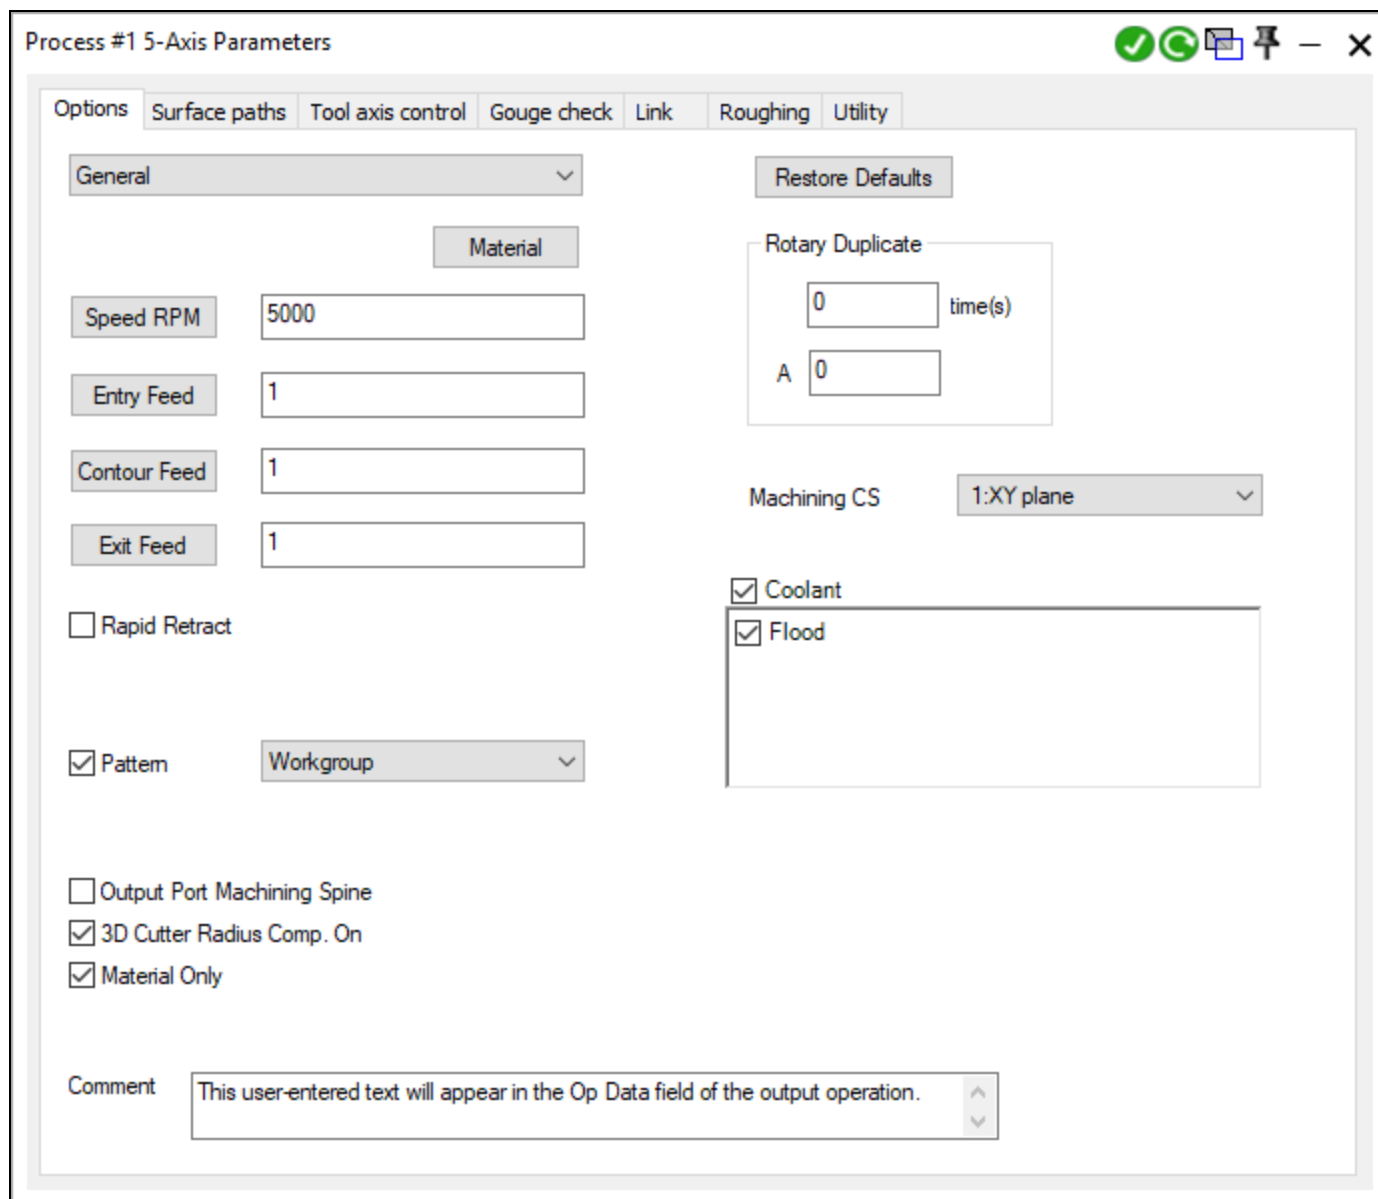 Process #1 5-Axis Parameters
Options Surface paths Tool axis control Gouge check Link Roughing Utility
General
Restore Defaults
Material
Rotary Duplicate
Speed RPM 5000
0 time(s)
Entry Feed 1
A 0
Contour Feed 1
Machining CS 1:XY plane
Exit Feed 1
Coolant
Rapid Retract
Flood
Pattern Workgroup
Output Port Machining Spine
3D Cutter Radius Comp. On
Material Only
Comment This user-entered text will appear in the Op Data field of the output operation.